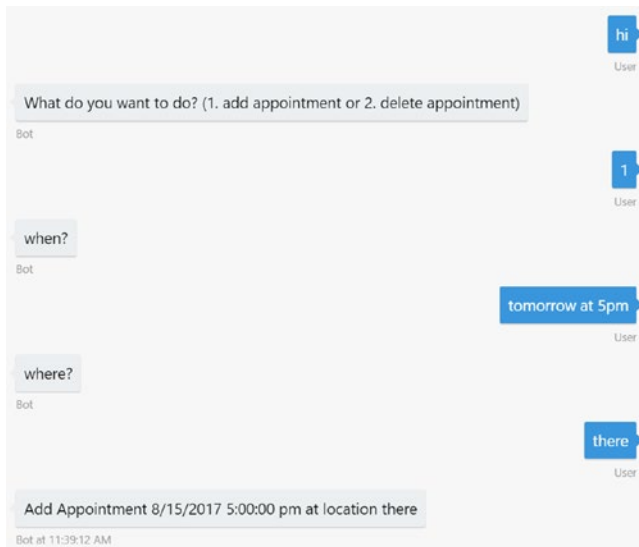 hi
User
What do you want to do? (1. add appointment or 2. delete appointment)
Bot
1
User
when?
Bot
tomorrow at 5pm
User
where?
Bot
there
User
Add Appointment 8/15/2017 5:00:00 pm at location there
Bot at 11:39:12 AM